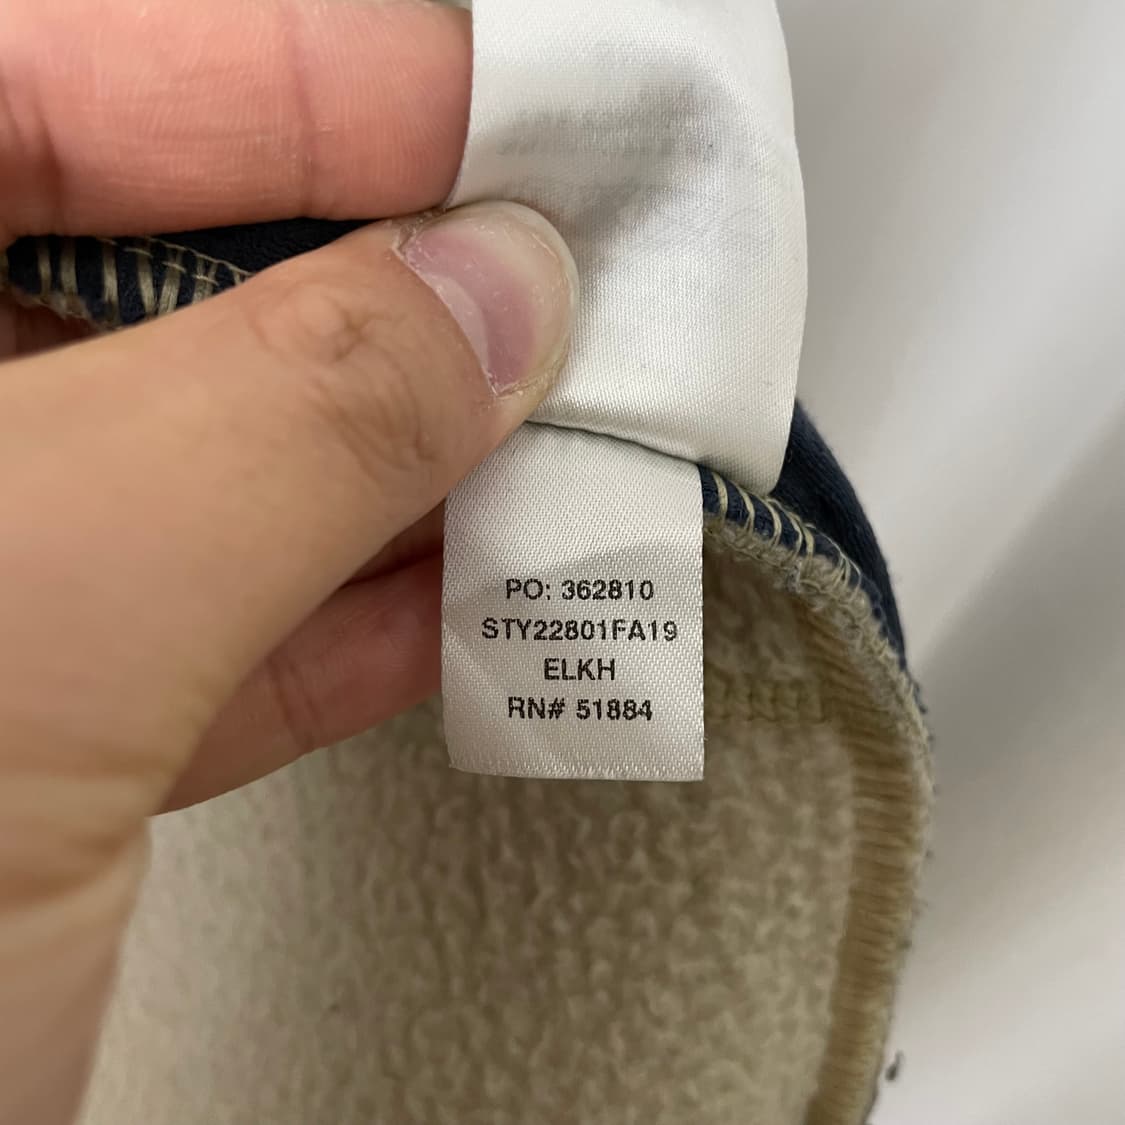 PO: 362810
STY22801FA19
ELKH
RN# 51884